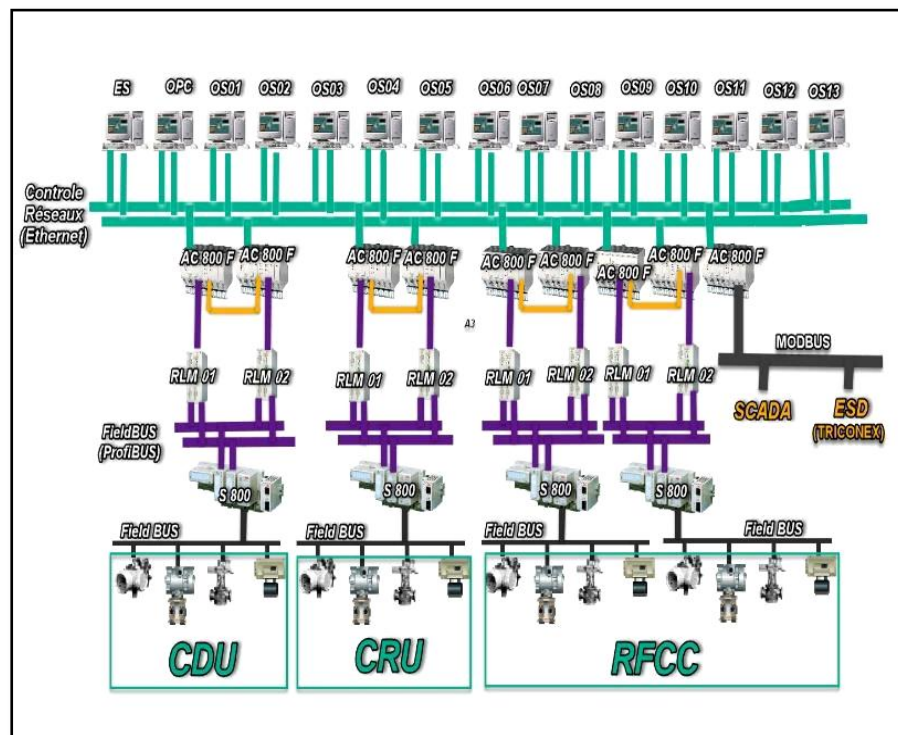 ES OPC OS01 OS02 OS03 OS04 OS05 OS06 OS07 OS08 OS09 OS10 OS11 OS12 OS13
Controle
Réseaux
(Ethernet)
AC 800 F AC 800 F AC 800 F AC 800 F AC 800 F AC 800 F AC 800 F AC 800 F AC 800 F
A3
MODBUS
RLM 01 RLM 02 RLM 01 RLM 02 RLM 01 RLM 02 RLM 01 RLM 02
SCADA ESD
(TRICONEX)
FieldBUS
(ProfiBUS)
S 800 S 800 S 800 S 800
Field BUS Field BUS Field BUS Field BUS
CDU CRU RFCC